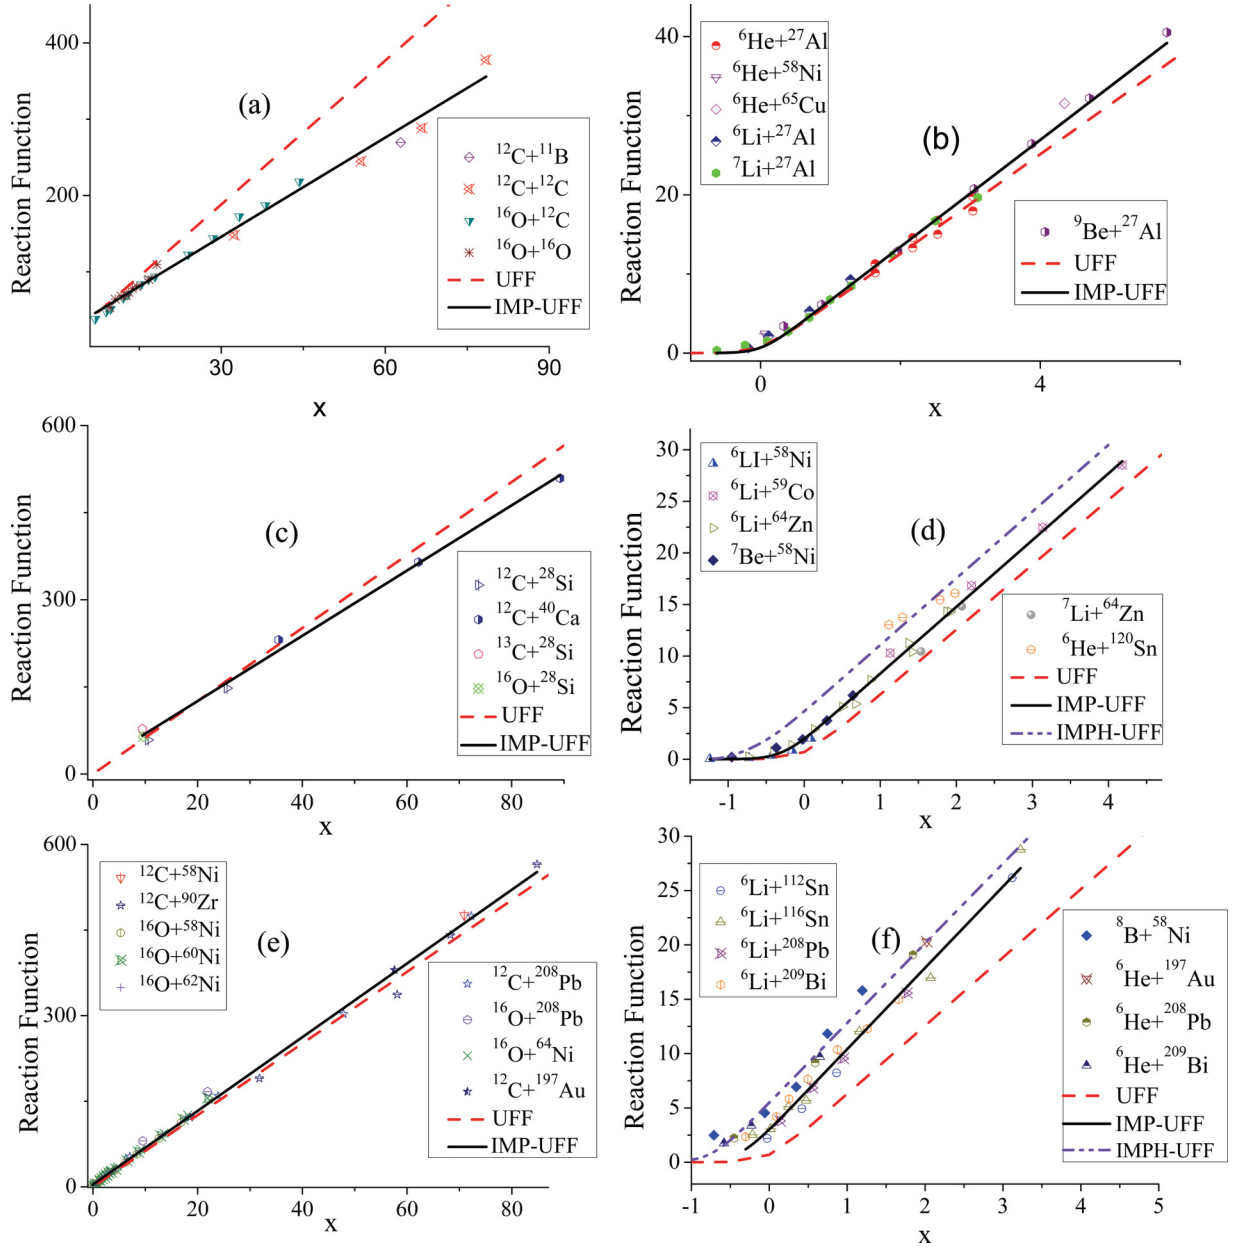 400
200
Reaction Function
(a)
¹²C+¹¹B
¹²C+¹²C
¹⁶O+¹²C
¹⁶O+¹⁶O
UFF
IMP-UFF
30
60
90
x
40
20
0
Reaction Function
⁶He+²⁷Al
⁶He+⁵⁸Ni
⁶He+⁶⁵Cu
⁶Li+²⁷Al
⁷Li+²⁷Al
(b)
⁹Be+²⁷Al
UFF
IMP-UFF
0
4
x
600
300
0
Reaction Function
(c)
¹²C+²⁸Si
¹²C+⁴⁰Ca
¹³C+²⁸Si
¹⁶O+²⁸Si
UFF
IMP-UFF
0
20
40
60
80
x
30
25
20
15
10
5
0
Reaction Function
⁶LI+⁵⁸Ni
⁶Li+⁵⁹Co
⁶Li+⁶⁴Zn
⁷Be+⁵⁸Ni
(d)
⁷Li+⁶⁴Zn
⁶He+¹²⁰Sn
UFF
IMP-UFF
IMPH-UFF
-1
0
1
2
3
4
x
600
300
0
Reaction Function
¹²C+⁵⁸Ni
¹²C+⁹⁰Zr
¹⁶O+⁵⁸Ni
¹⁶O+⁶⁰Ni
¹⁶O+⁶²Ni
(e)
¹²C+²⁰⁸Pb
¹⁶O+²⁰⁸Pb
¹⁶O+⁶⁴Ni
¹²C+¹⁹⁷Au
UFF
IMP-UFF
0
20
40
60
80
x
30
25
20
15
10
5
0
Reaction Function
⁶Li+¹¹²Sn
⁶Li+¹¹⁶Sn
⁶Li+²⁰⁸Pb
⁶Li+²⁰⁹Bi
(f)
⁸B+⁵⁸Ni
⁶He+¹⁹⁷Au
⁶He+²⁰⁸Pb
⁶He+²⁰⁹Bi
UFF
IMP-UFF
IMPH-UFF
-1
0
1
2
3
4
5
x